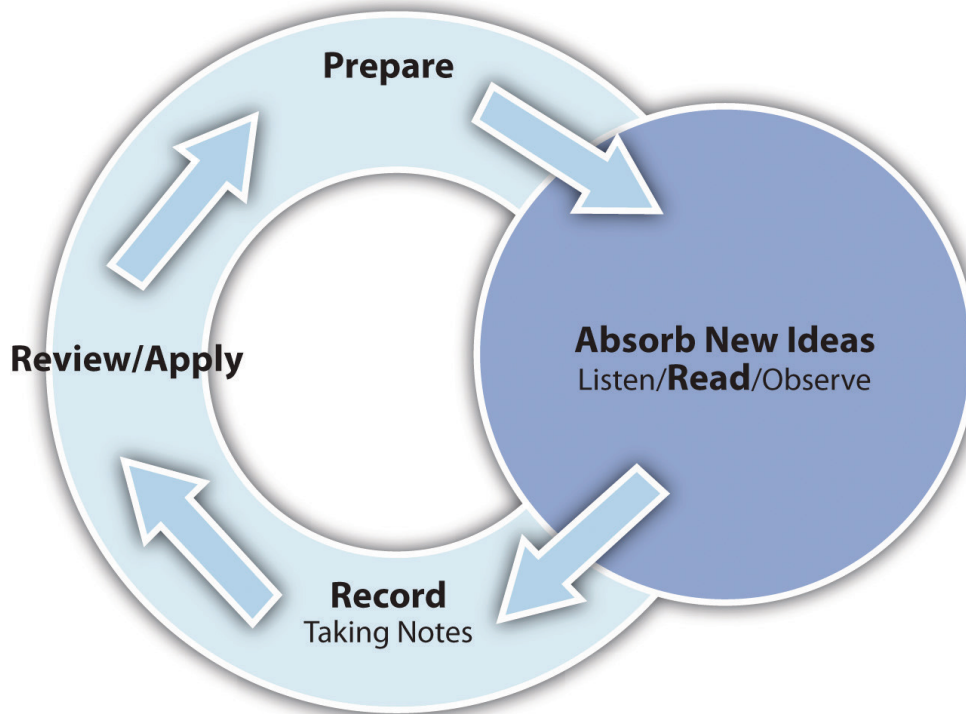 Prepare
Absorb New Ideas
Listen/Read/Observe
Review/Apply
Record
Taking Notes